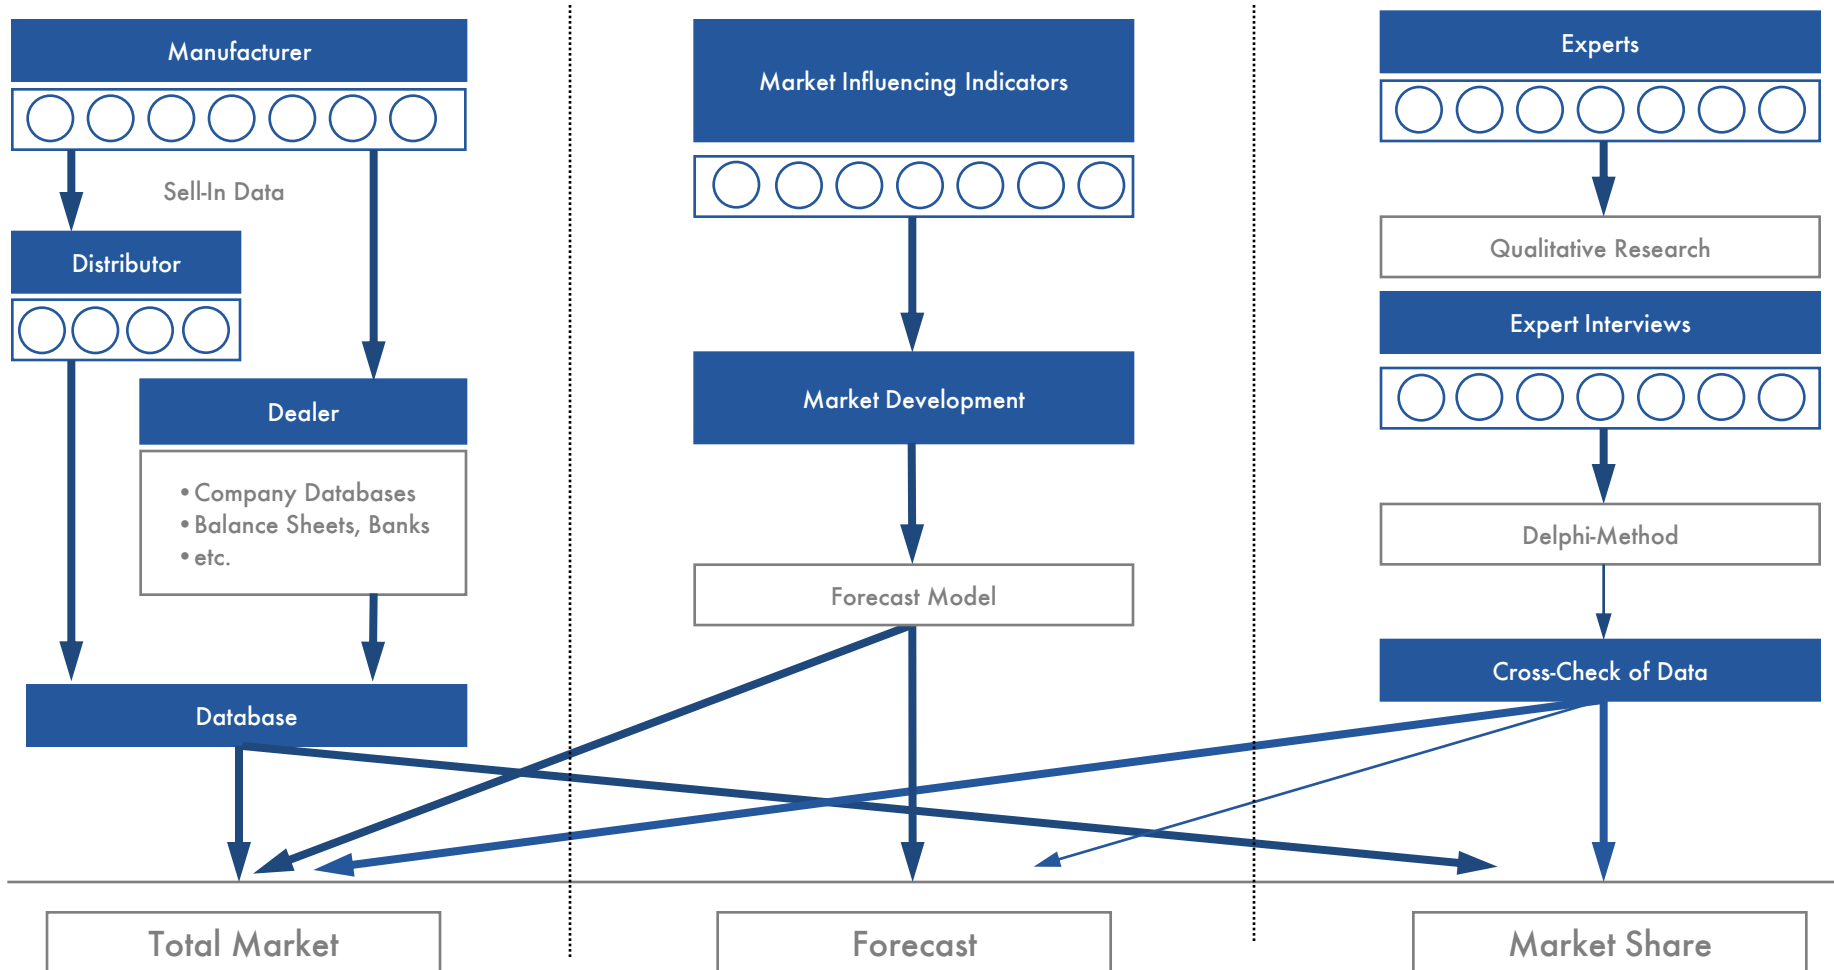 Manufacturer
Sell-In Data
Distributor
Dealer
• Company Databases
• Balance Sheets, Banks
• etc.
Database
Total Market
Market Influencing Indicators
Market Development
Forecast Model
Forecast
Experts
Qualitative Research
Expert Interviews
Delphi-Method
Cross-Check of Data
Market Share